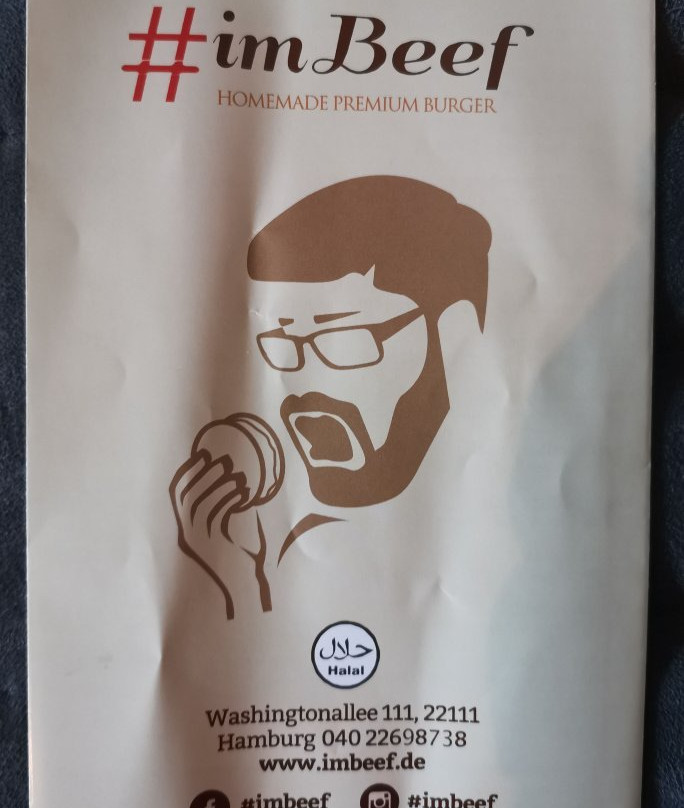 #imBeef
HOMEMADE PREMIUM BURGER
حلال
Halal
Washingtonallee 111, 22111
Hamburg 040 22698738
www.imbeef.de
#imbeef #imbeef